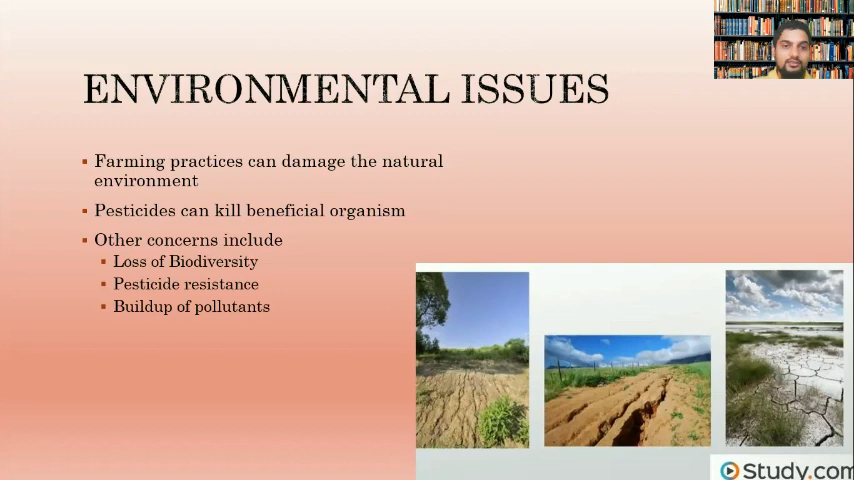 ENVIRONMENTAL ISSUES
Farming practices can damage the natural
environment
Pesticides can kill beneficial organism
Other concerns include
Loss of Biodiversity
Pesticide resistance
Buildup of pollutants
Study.com